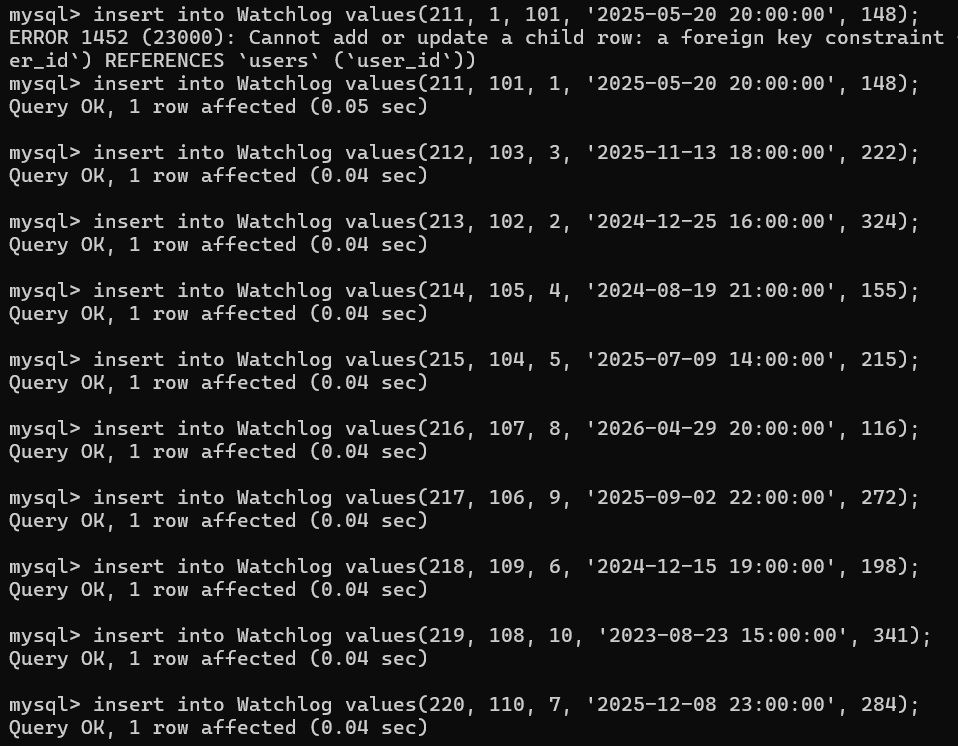 mysql> insert into Watchlog values(211, 1, 101, '2025-05-20 20:00:00', 148);
ERROR 1452 (23000): Cannot add or update a child row: a foreign key constraint
er_id`) REFERENCES `users` (`user_id`))
mysql> insert into Watchlog values(211, 101, 1, '2025-05-20 20:00:00', 148);
Query OK, 1 row affected (0.05 sec)
mysql> insert into Watchlog values(212, 103, 3, '2025-11-13 18:00:00', 222);
Query OK, 1 row affected (0.04 sec)
mysql> insert into Watchlog values(213, 102, 2, '2024-12-25 16:00:00', 324);
Query OK, 1 row affected (0.04 sec)
mysql> insert into Watchlog values(214, 105, 4, '2024-08-19 21:00:00', 155);
Query OK, 1 row affected (0.04 sec)
mysql> insert into Watchlog values(215, 104, 5, '2025-07-09 14:00:00', 215);
Query OK, 1 row affected (0.04 sec)
mysql> insert into Watchlog values(216, 107, 8, '2026-04-29 20:00:00', 116);
Query OK, 1 row affected (0.04 sec)
mysql> insert into Watchlog values(217, 106, 9, '2025-09-02 22:00:00', 272);
Query OK, 1 row affected (0.04 sec)
mysql> insert into Watchlog values(218, 109, 6, '2024-12-15 19:00:00', 198);
Query OK, 1 row affected (0.04 sec)
mysql> insert into Watchlog values(219, 108, 10, '2023-08-23 15:00:00', 341);
Query OK, 1 row affected (0.04 sec)
mysql> insert into Watchlog values(220, 110, 7, '2025-12-08 23:00:00', 284);
Query OK, 1 row affected (0.04 sec)